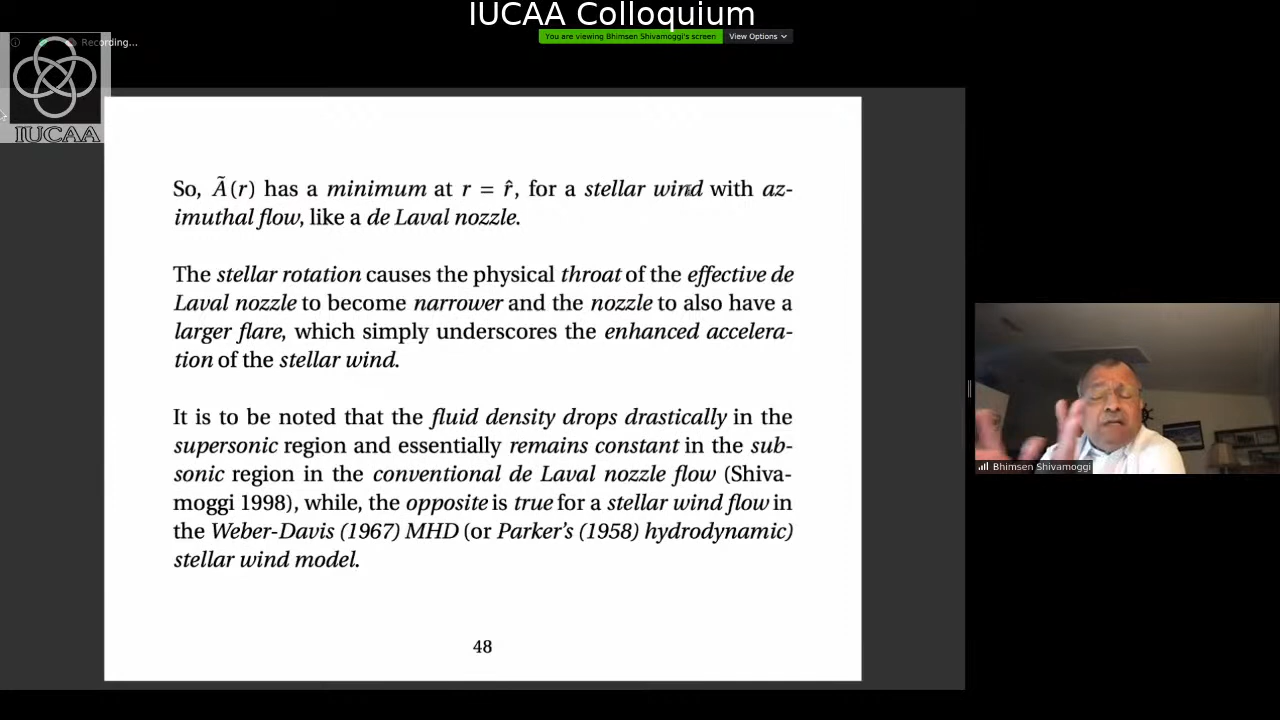 IUCAA Colloquium
Recording...
You are viewing Bhimsen Shivamoggi's screen
View Options
IUCAA
So, Ã(r) has a minimum at r = r̂, for a stellar wind with az-
imuthal flow, like a de Laval nozzle.
The stellar rotation causes the physical throat of the effective de
Laval nozzle to become narrower and the nozzle to also have a
larger flare, which simply underscores the enhanced accelera-
tion of the stellar wind.
It is to be noted that the fluid density drops drastically in the
supersonic region and essentially remains constant in the sub-
sonic region in the conventional de Laval nozzle flow (Shiva-
moggi 1998), while, the opposite is true for a stellar wind flow in
the Weber-Davis (1967) MHD (or Parker's (1958) hydrodynamic)
stellar wind model.
48
Bhimsen Shivamoggi